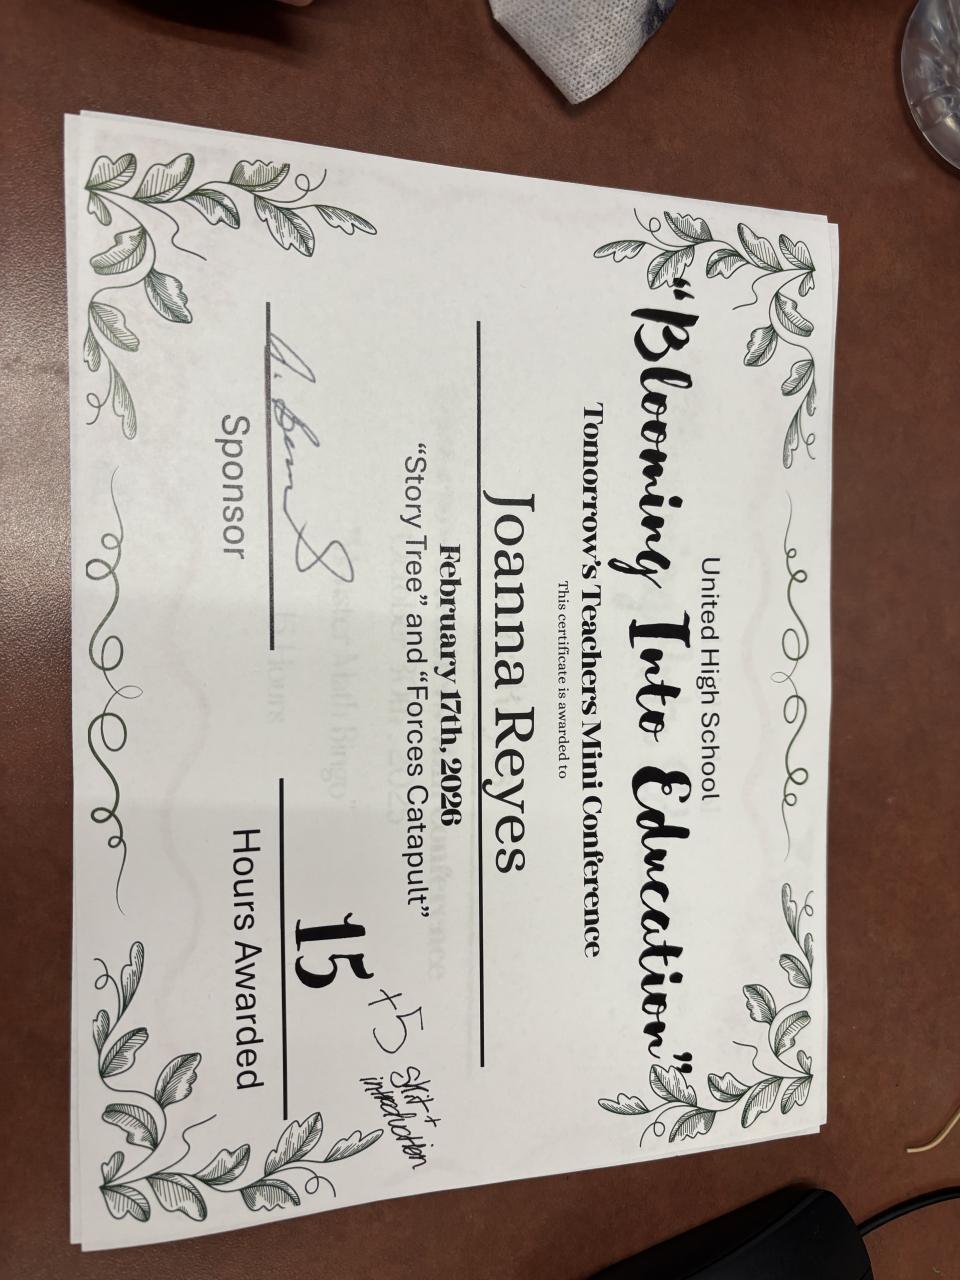 United High School
“Blooming Into Education”
Tomorrow’s Teachers Mini Conference
This certificate is awarded to
Joanna Reyes
February 17th, 2026
“Story Tree” and “Forces Catapult”
15
+5 skit + introduction
Sponsor
Hours Awarded